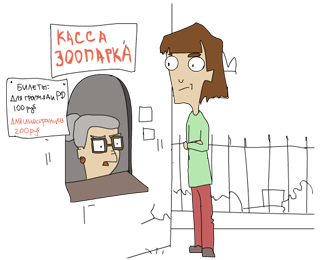 КАССА
ЗООПАРКА
БИЛЕТЫ:
ДЛЯ ГРАЖДАН РФ
100 руб
ДЛЯ ИНОСТРАНЦЕВ
200 руб